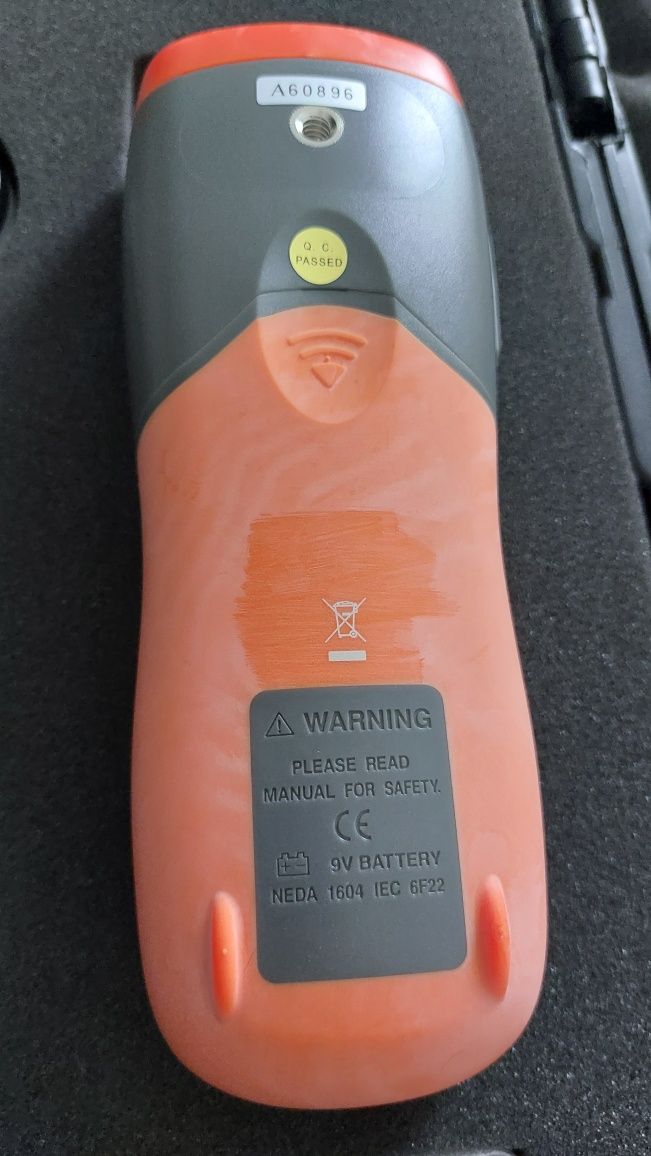 A60896
Q. C.
PASSED
WARNING
PLEASE READ
MANUAL FOR SAFETY.
CE
9V BATTERY
NEDA 1604 IEC 6F22